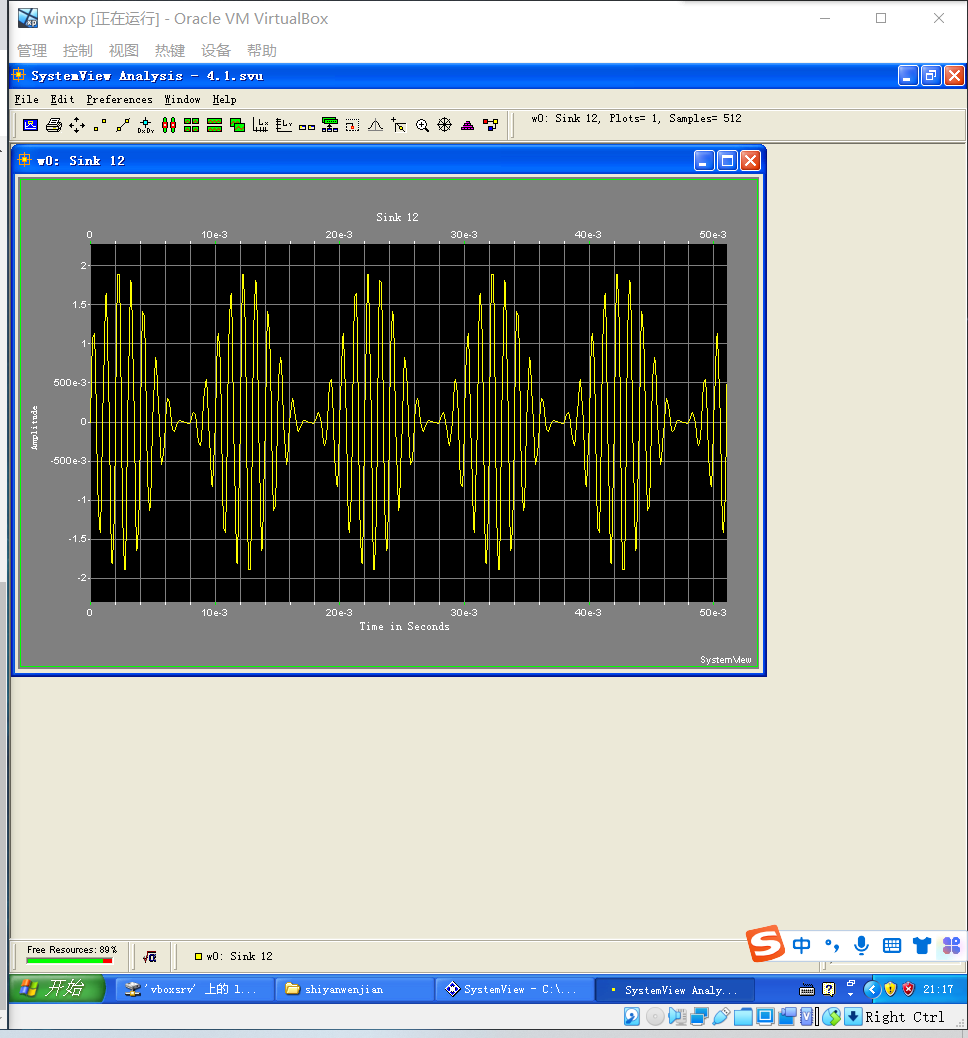 winxp [正在运行] - Oracle VM VirtualBox
管理 控制 视图 热键 设备 帮助
SystemView Analysis - 4.1.svu
File Edit Preferences Window Help
w0: Sink 12, Plots= 1, Samples= 512
w0: Sink 12
Sink 12
0 10e-3 20e-3 30e-3 40e-3 50e-3
2
1.5
1
500e-3
0
-500e-3
-1
-1.5
-2
Amplitude
0 10e-3 20e-3 30e-3 40e-3 50e-3
Time in Seconds
SystemView
Free Resources: 89%
w0: Sink 12
中
开始
'vboxsrv' 上的 l...
shiyanwenjian
SystemView - C:\...
SystemView Analy...
21:17
Right Ctrl